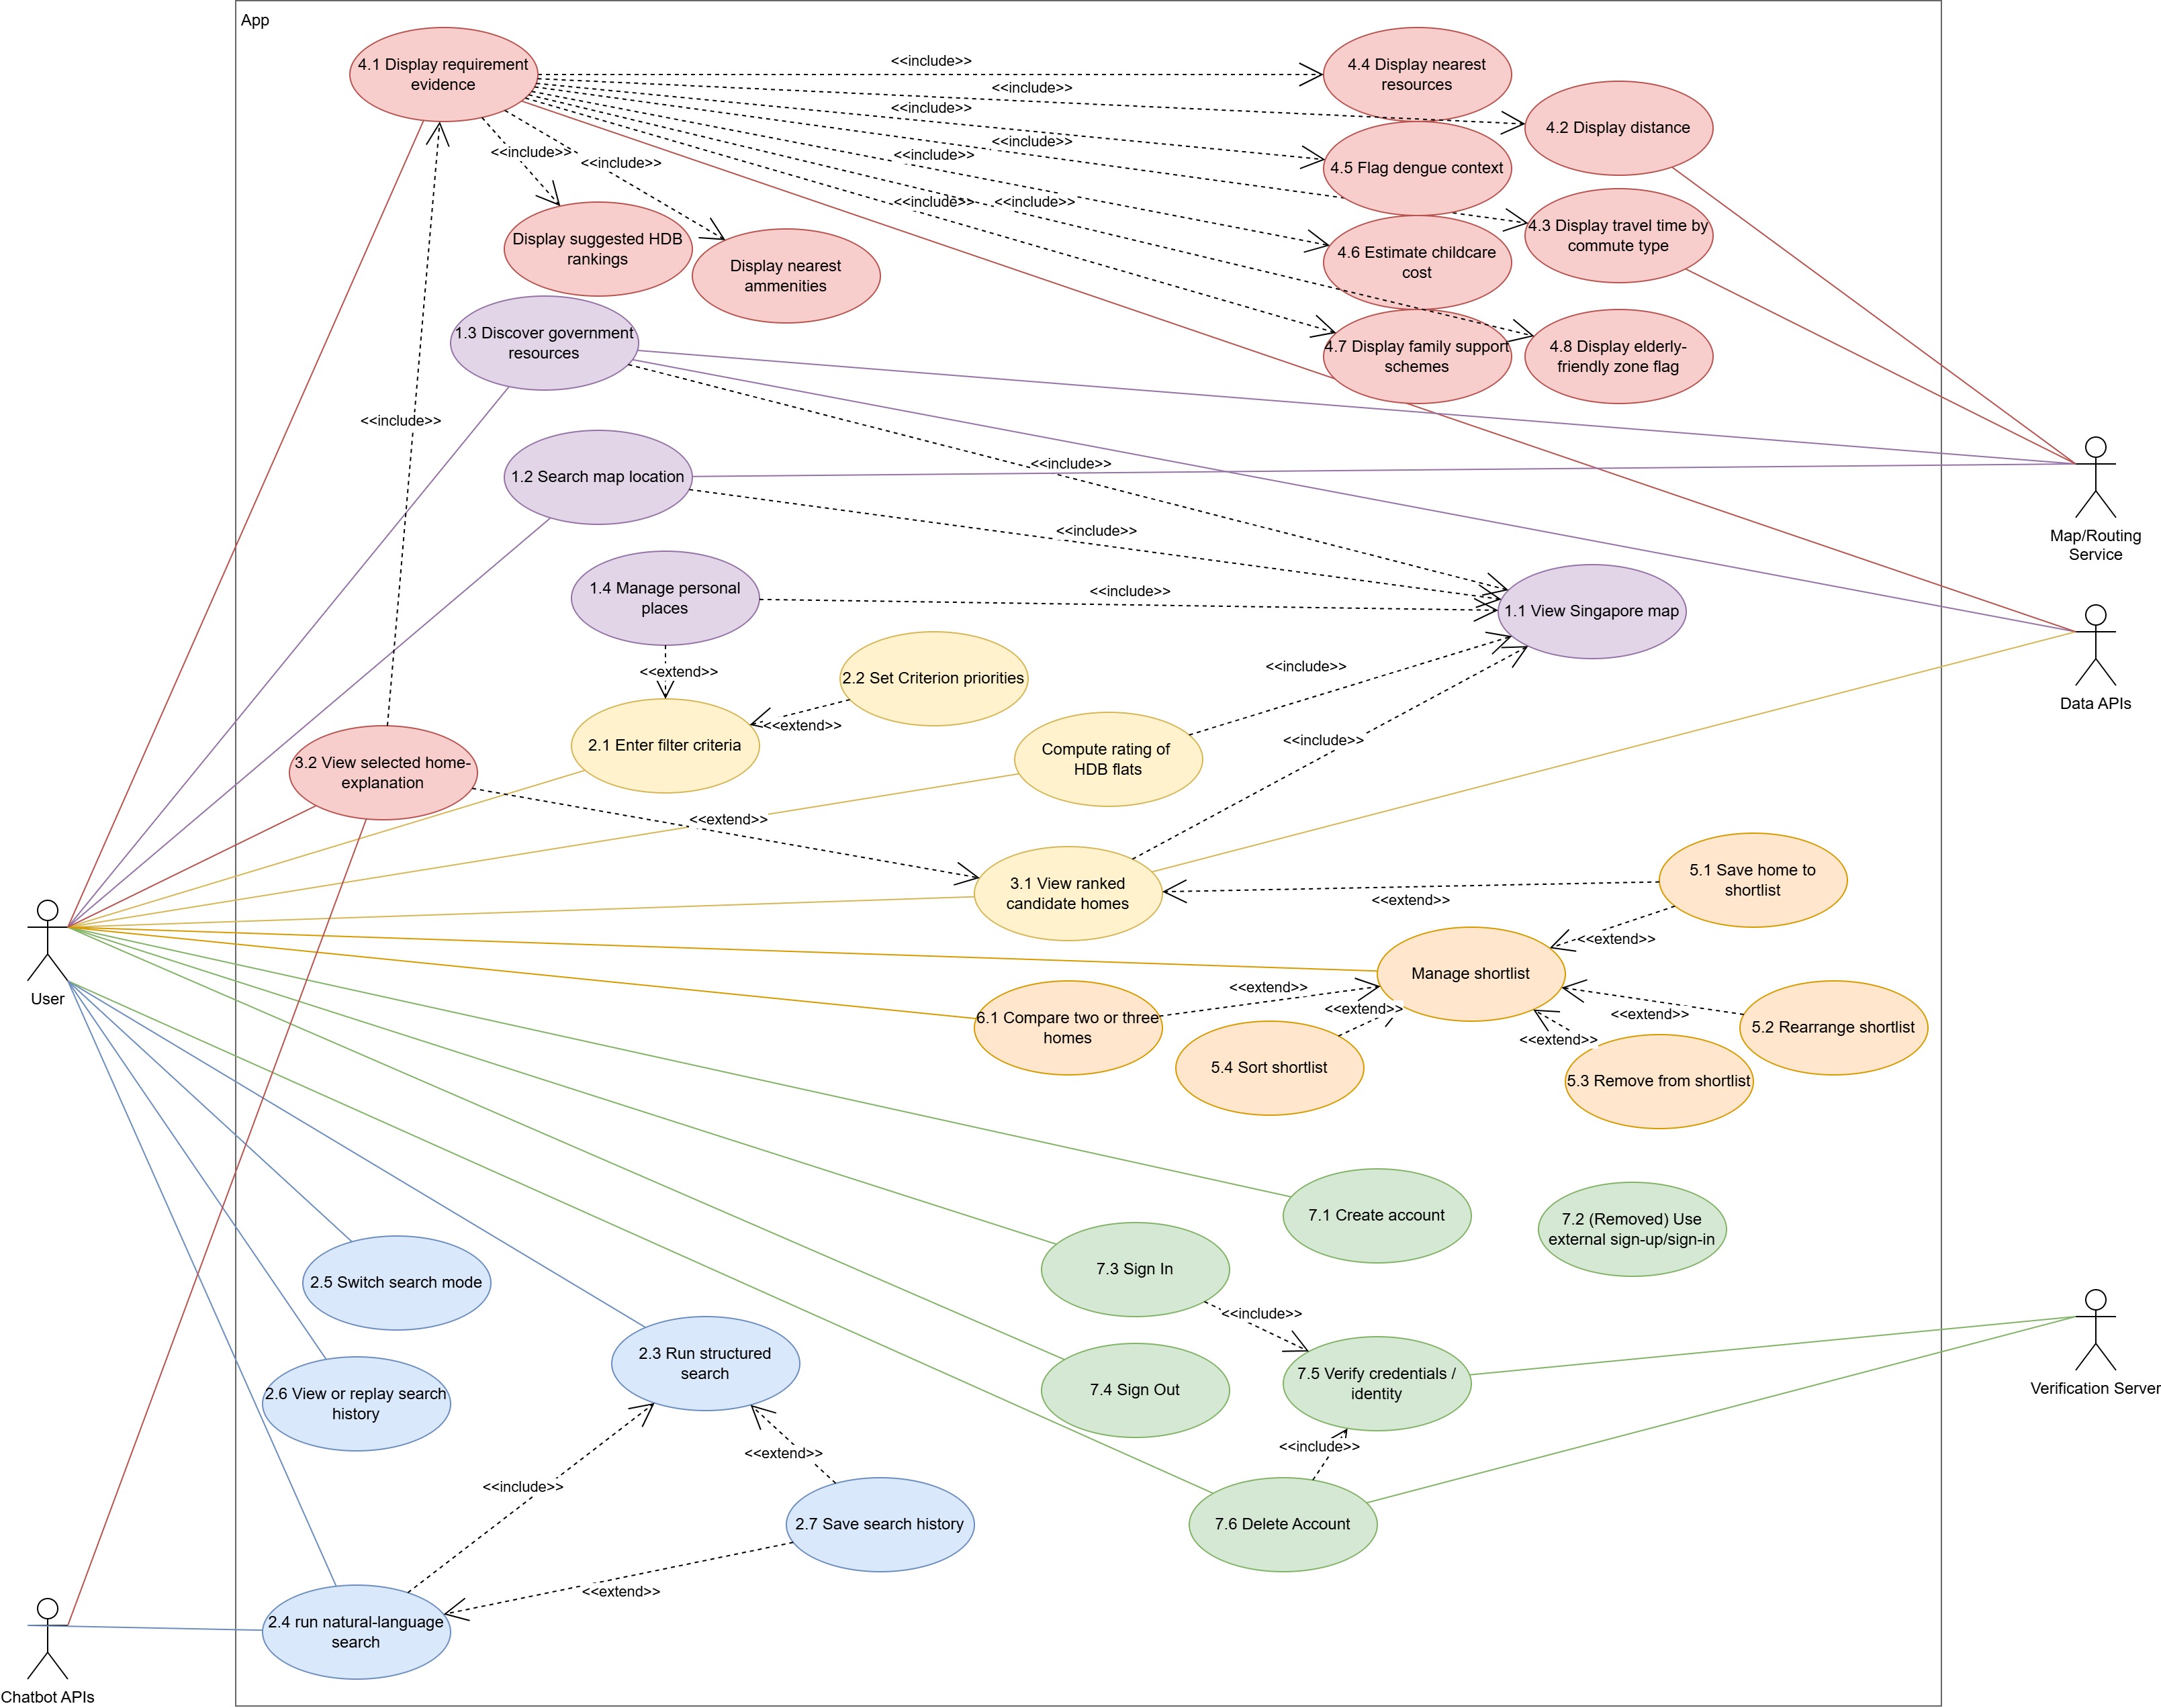 App
4.1 Display requirement
evidence
<<include>>
4.4 Display nearest
resources
<<include>>
<<include>>
4.2 Display distance
<<include>>
<<include>>
<<include>>
<<include>>
4.5 Flag dengue context
<<include>>
<<include>>
Display suggested HDB
rankings
Display nearest
ammenities
4.3 Display travel time by
commute type
4.6 Estimate childcare
cost
1.3 Discover government
resources
4.7 Display family support
schemes
4.8 Display elderly-
friendly zone flag
<<include>>
1.2 Search map location
<<include>>
<<include>>
Map/Routing
Service
1.4 Manage personal
places
<<include>>
1.1 View Singapore map
<<extend>>
2.2 Set Criterion priorities
<<include>>
Data APIs
<<extend>>
2.1 Enter filter criteria
<<include>>
Compute rating of
HDB flats
3.2 View selected home-
explanation
<<extend>>
3.1 View ranked
candidate homes
5.1 Save home to
shortlist
<<extend>>
<<extend>>
Manage shortlist
User
<<extend>>
<<extend>>
<<extend>>
6.1 Compare two or three
homes
5.2 Rearrange shortlist
<<extend>>
5.4 Sort shortlist
5.3 Remove from shortlist
7.1 Create account
7.2 (Removed) Use
external sign-up/sign-in
7.3 Sign In
2.5 Switch search mode
<<include>>
2.3 Run structured
search
7.5 Verify credentials /
identity
Verification Server
7.4 Sign Out
2.6 View or replay search
history
<<include>>
<<extend>>
<<include>>
2.7 Save search history
7.6 Delete Account
<<extend>>
2.4 run natural-language
search
Chatbot APIs